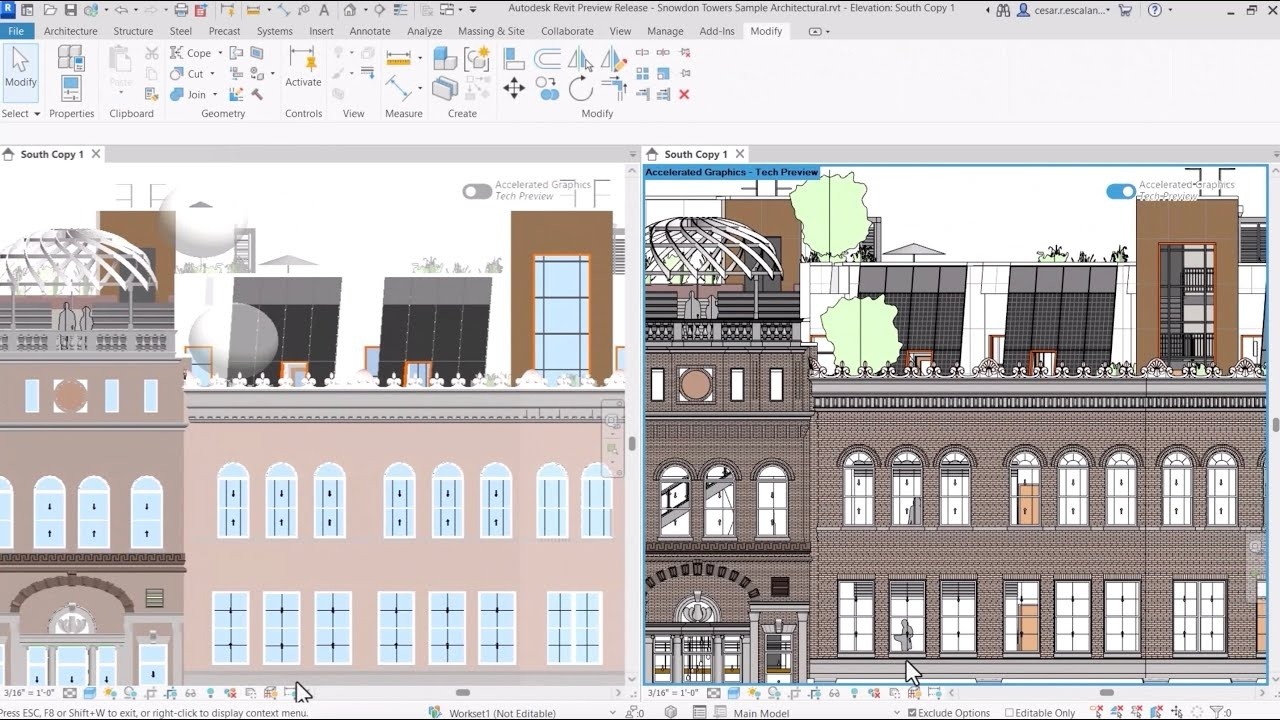 Autodesk Revit Preview Release - Snowdon Towers Sample Architectural.rvt - Elevation: South Copy 1
cesar.r.escalan...
File Architecture Structure Steel Precast Systems Insert Annotate Analyze Massing & Site Collaborate View Manage Add-Ins Modify
Modify
Paste
Cope
Cut
Join
Activate
Select Properties Clipboard Geometry Controls View Measure Create Modify
South Copy 1
South Copy 1
Accelerated Graphics
Tech Preview
Accelerated Graphics - Tech Preview
Accelerated Graphics
Tech Preview
3/16" = 1'-0"
3/16" = 1'-0"
Press ESC, F8 or Shift+W to exit, or right-click to display context menu.
Workset1 (Not Editable)
:0
Main Model
Exclude Options
Editable Only
:0